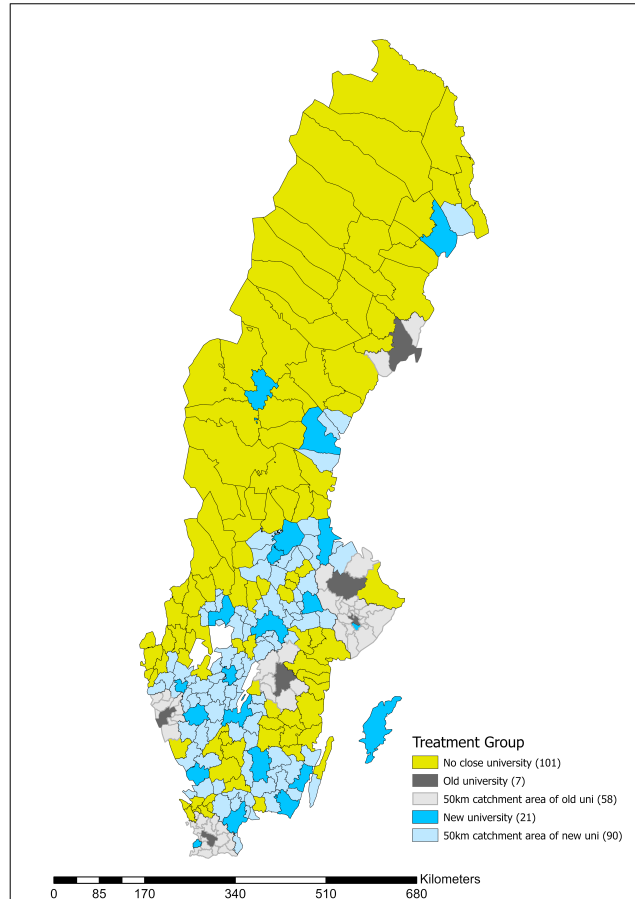 Treatment Group
No close university (101)
Old university (7)
50km catchment area of old uni (58)
New university (21)
50km catchment area of new uni (90)
Kilometers
0 85 170 340 510 680